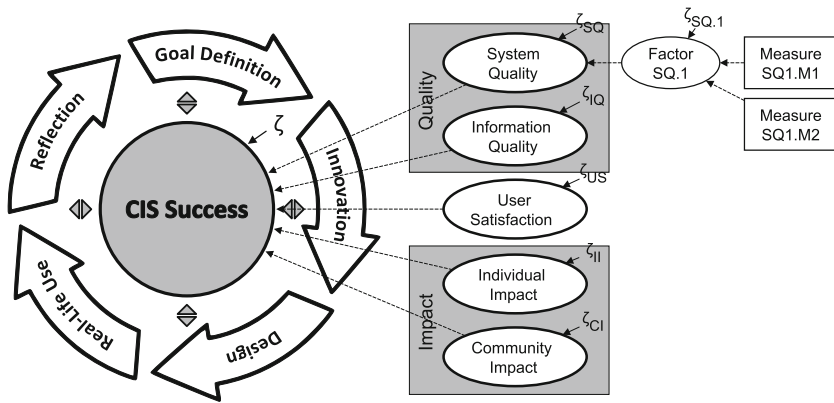 Goal Definition
Innovation
Design
Real-Life Use
Reflection
CIS Success
ζ
Quality
System
Quality
ζSQ
Information
Quality
ζIQ
User
Satisfaction
ζUS
Impact
Individual
Impact
ζII
Community
Impact
ζCI
Factor
SQ.1
ζSQ.1
Measure
SQ1.M1
Measure
SQ1.M2